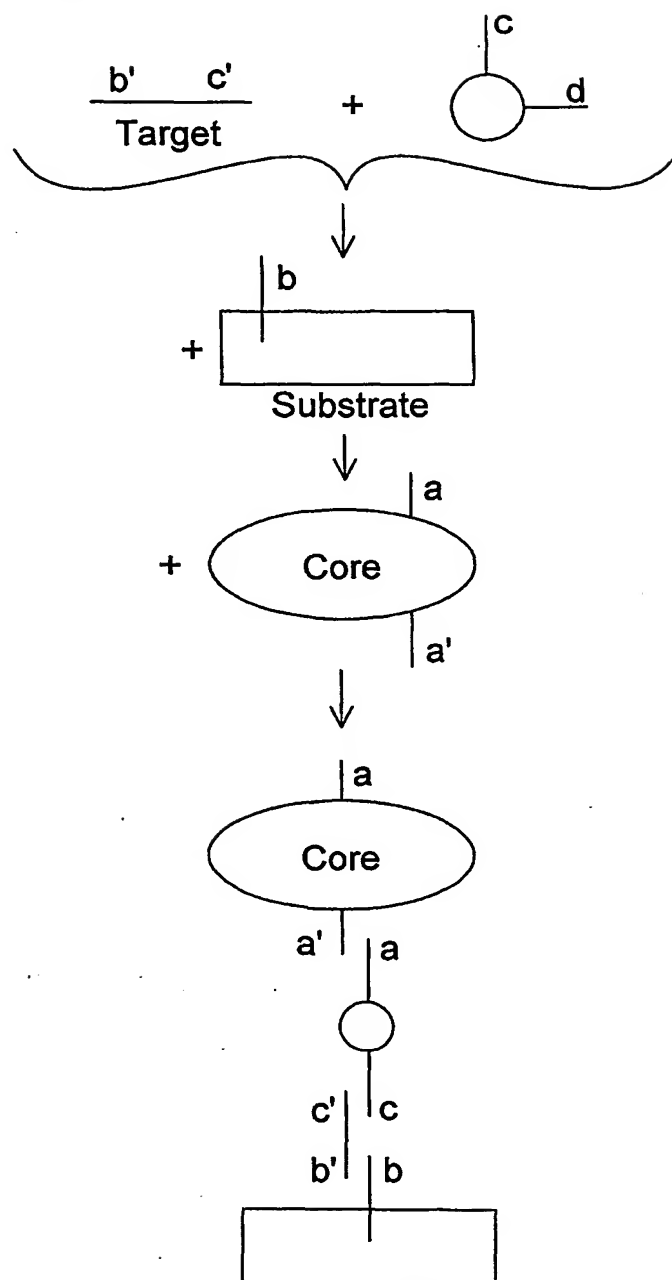 c
b' c' + d
Target
b
+
Substrate
a
+ Core
a'
a
Core
a' a
c' c
b' b